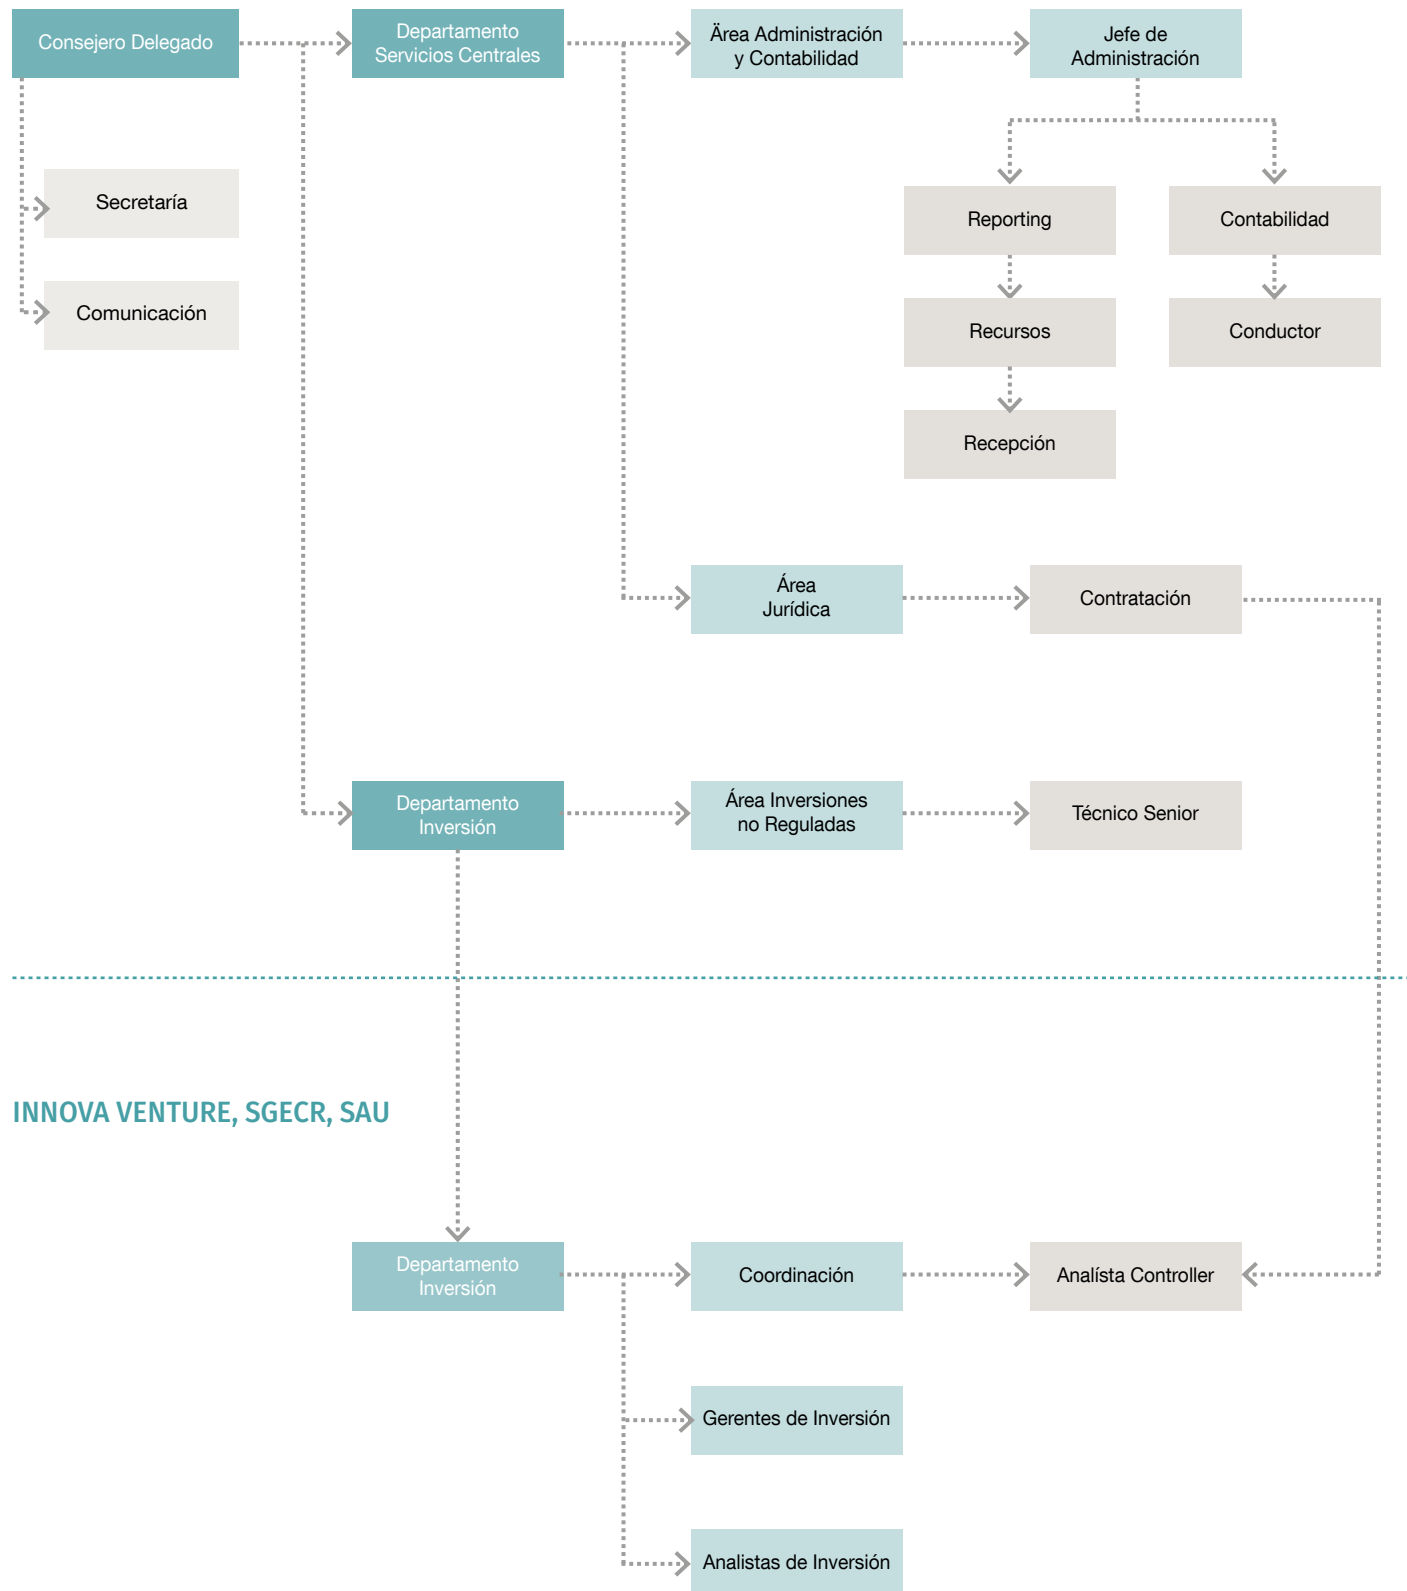 Consejero Delegado
Departamento
Servicios Centrales
Ärea Administración
y Contabilidad
Jefe de
Administración
Secretaría
Comunicación
Reporting
Contabilidad
Recursos
Conductor
Recepción
Área
Jurídica
Contratación
Departamento
Inversión
Área Inversiones
no Reguladas
Técnico Senior
INNOVA VENTURE, SGECR, SAU
Departamento
Inversión
Coordinación
Analísta Controller
Gerentes de Inversión
Analistas de Inversión